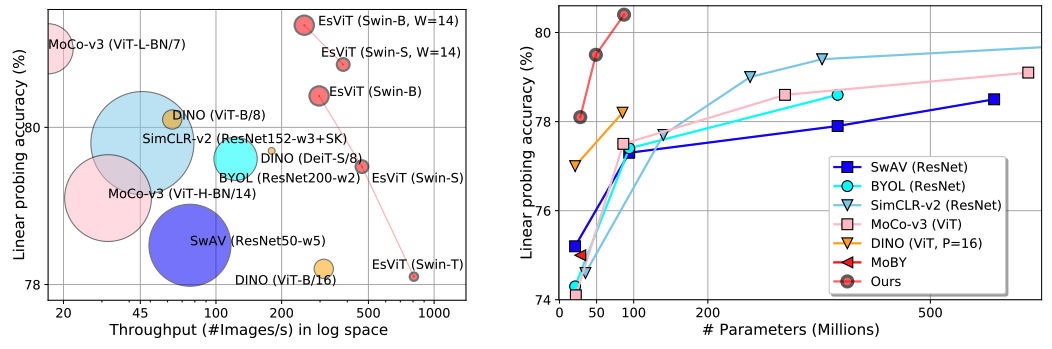 Linear probing accuracy (%)
80
78
MoCo-v3 (ViT-L-BN/7)
EsViT (Swin-B, W=14)
EsViT (Swin-S, W=14)
EsViT (Swin-B)
DINO (ViT-B/8)
SimCLR-v2 (ResNet152-w3+SK)
DINO (DeiT-S/8)
BYOL (ResNet200-w2)
EsViT (Swin-S)
MoCo-v3 (ViT-H-BN/14)
SwAV (ResNet50-w5)
EsViT (Swin-T)
DINO (ViT-B/16)
20 45 100 200 500 1000
Throughput (#Images/s) in log space
Linear probing accuracy (%)
80
78
76
74
SwAV (ResNet)
BYOL (ResNet)
SimCLR-v2 (ResNet)
MoCo-v3 (ViT)
DINO (ViT, P=16)
MoBY
Ours
0 50 100 200 500
# Parameters (Millions)